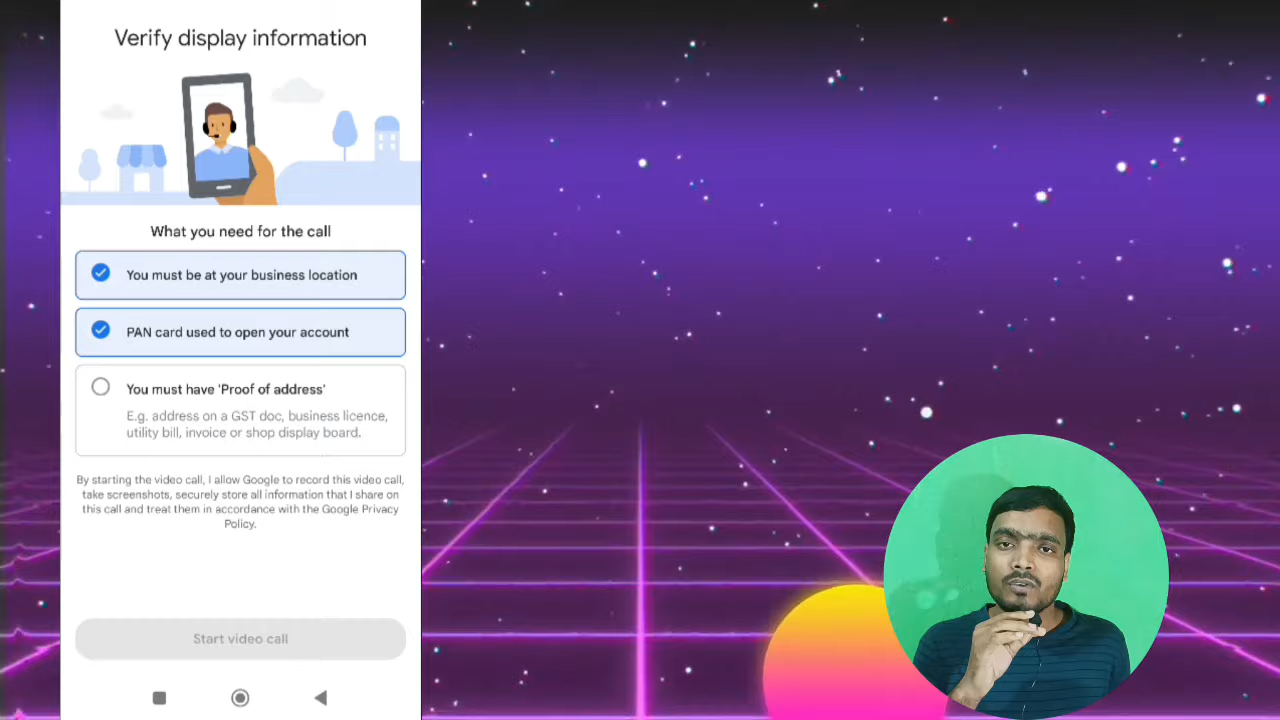 Verify display information
What you need for the call
You must be at your business location
PAN card used to open your account
You must have 'Proof of address'
E.g. address on a GST doc, business licence,
utility bill, invoice or shop display board.
By starting the video call, I allow Google to record this video call,
take screenshots, securely store all information that I share on
this call and treat them in accordance with the Google Privacy
Policy.
Start video call